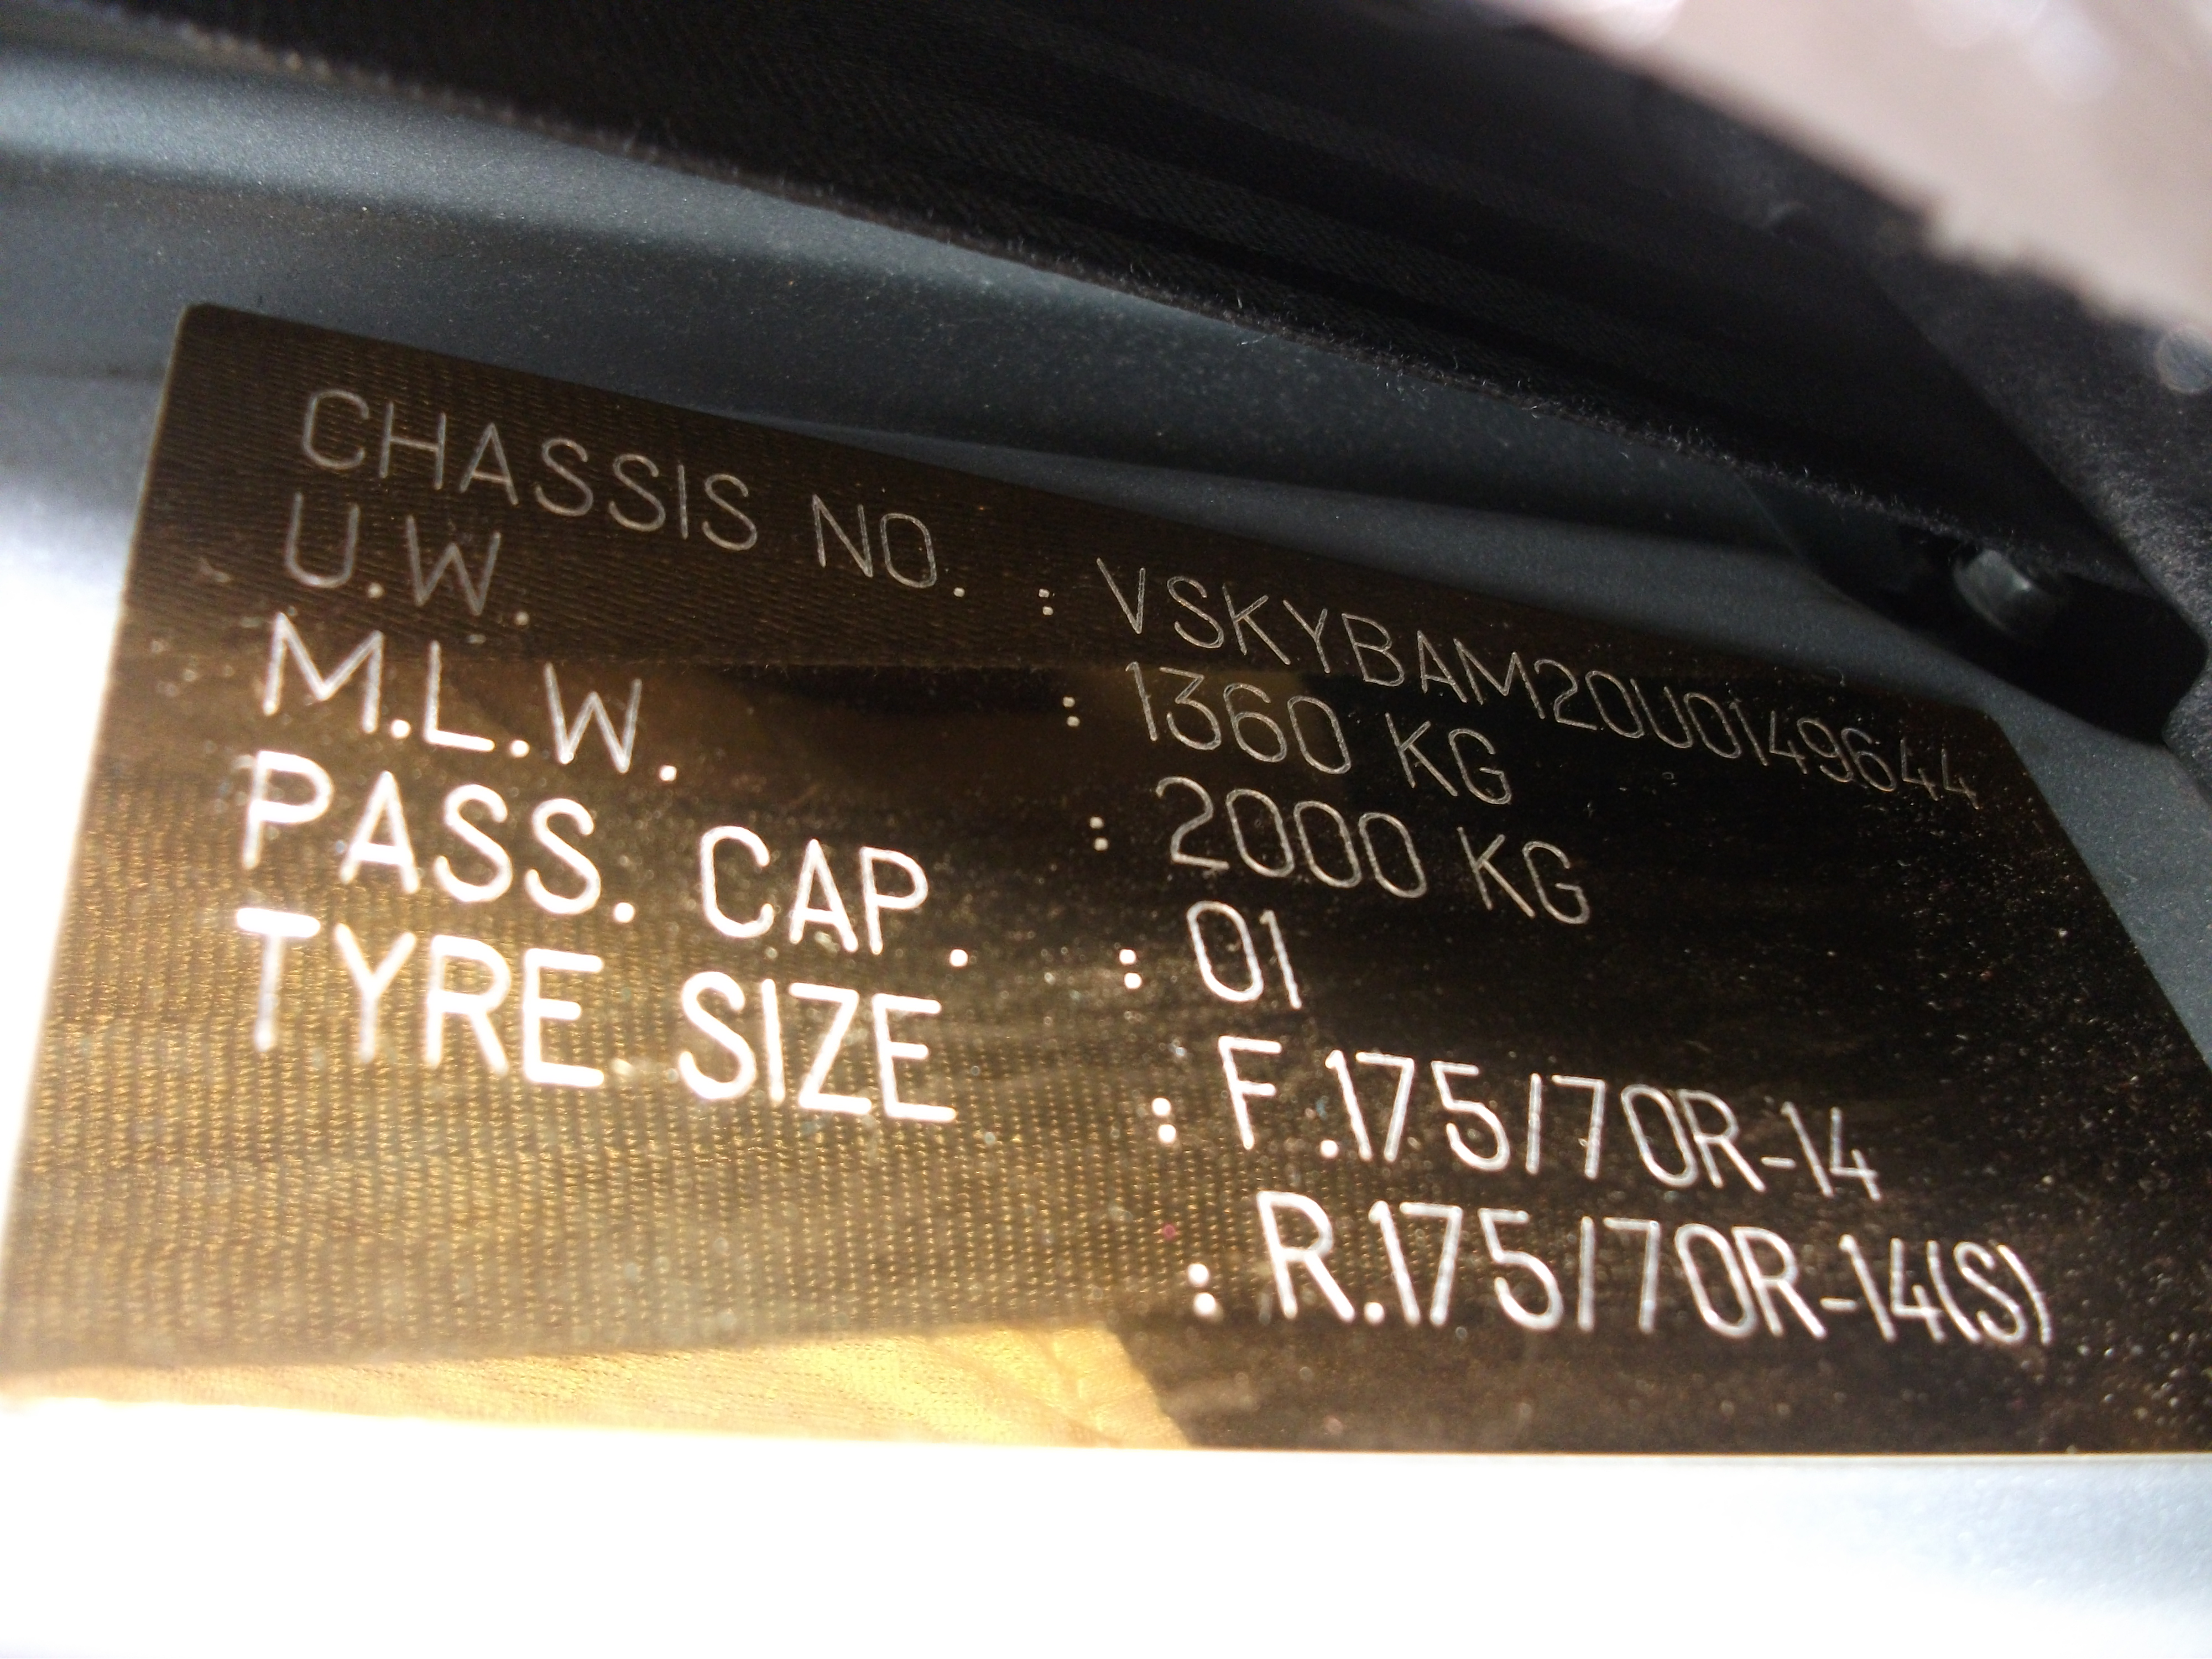 CHASSIS NO. : VSKYBAM20U0149644
U.W. : 1360 KG
M.L.W. : 2000 KG
PASS. CAP. : 01
TYRE SIZE : F.175/70R-14
: R.175/70R-14(S)